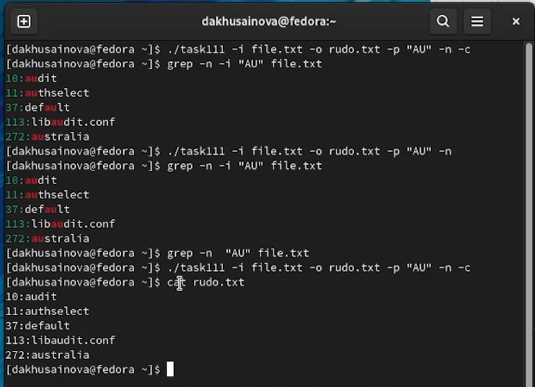 dakhusainova@fedora:~
[dakhusainova@fedora ~]$ ./task111 -i file.txt -o rudo.txt -p "AU" -n -c
[dakhusainova@fedora ~]$ grep -n -i "AU" file.txt
10:audit
11:authselect
37:default
113:libaudit.conf
272:australia
[dakhusainova@fedora ~]$ ./task111 -i file.txt -o rudo.txt -p "AU" -n
[dakhusainova@fedora ~]$ grep -n -i "AU" file.txt
10:audit
11:authselect
37:default
113:libaudit.conf
272:australia
[dakhusainova@fedora ~]$ grep -n  "AU" file.txt
[dakhusainova@fedora ~]$ ./task111 -i file.txt -o rudo.txt -p "AU" -n -c
[dakhusainova@fedora ~]$ cat rudo.txt
10:audit
11:authselect
37:default
113:libaudit.conf
272:australia
[dakhusainova@fedora ~]$